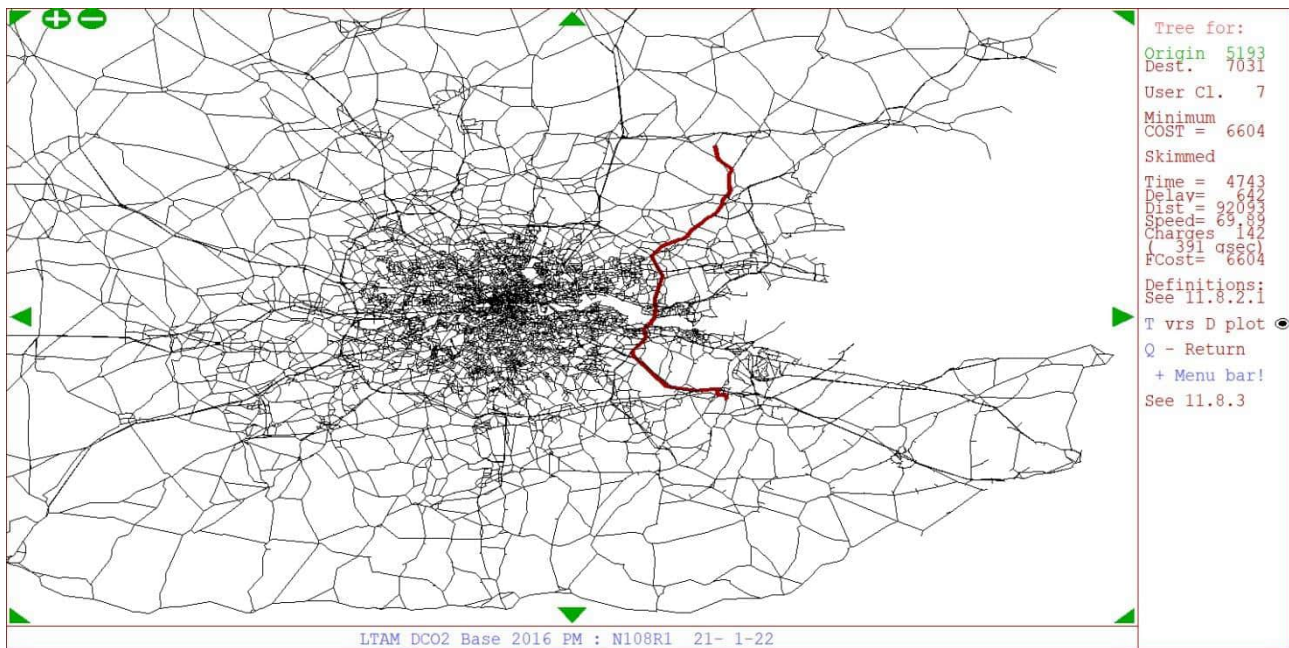 Tree for:
Origin 5193
Dest. 7031
User Cl. 7
Minimum
COST = 6604
Skimmed
Time = 4743
Delay= 642
Dist = 92093
Speed= 69.89
Charges 142
( 391 qsec)
FCost= 6604
Definitions:
See 11.8.2.1
T vrs D plot
Q - Return
+ Menu bar!
See 11.8.3
LTAM DCO2 Base 2016 PM : N108R1 21- 1-22